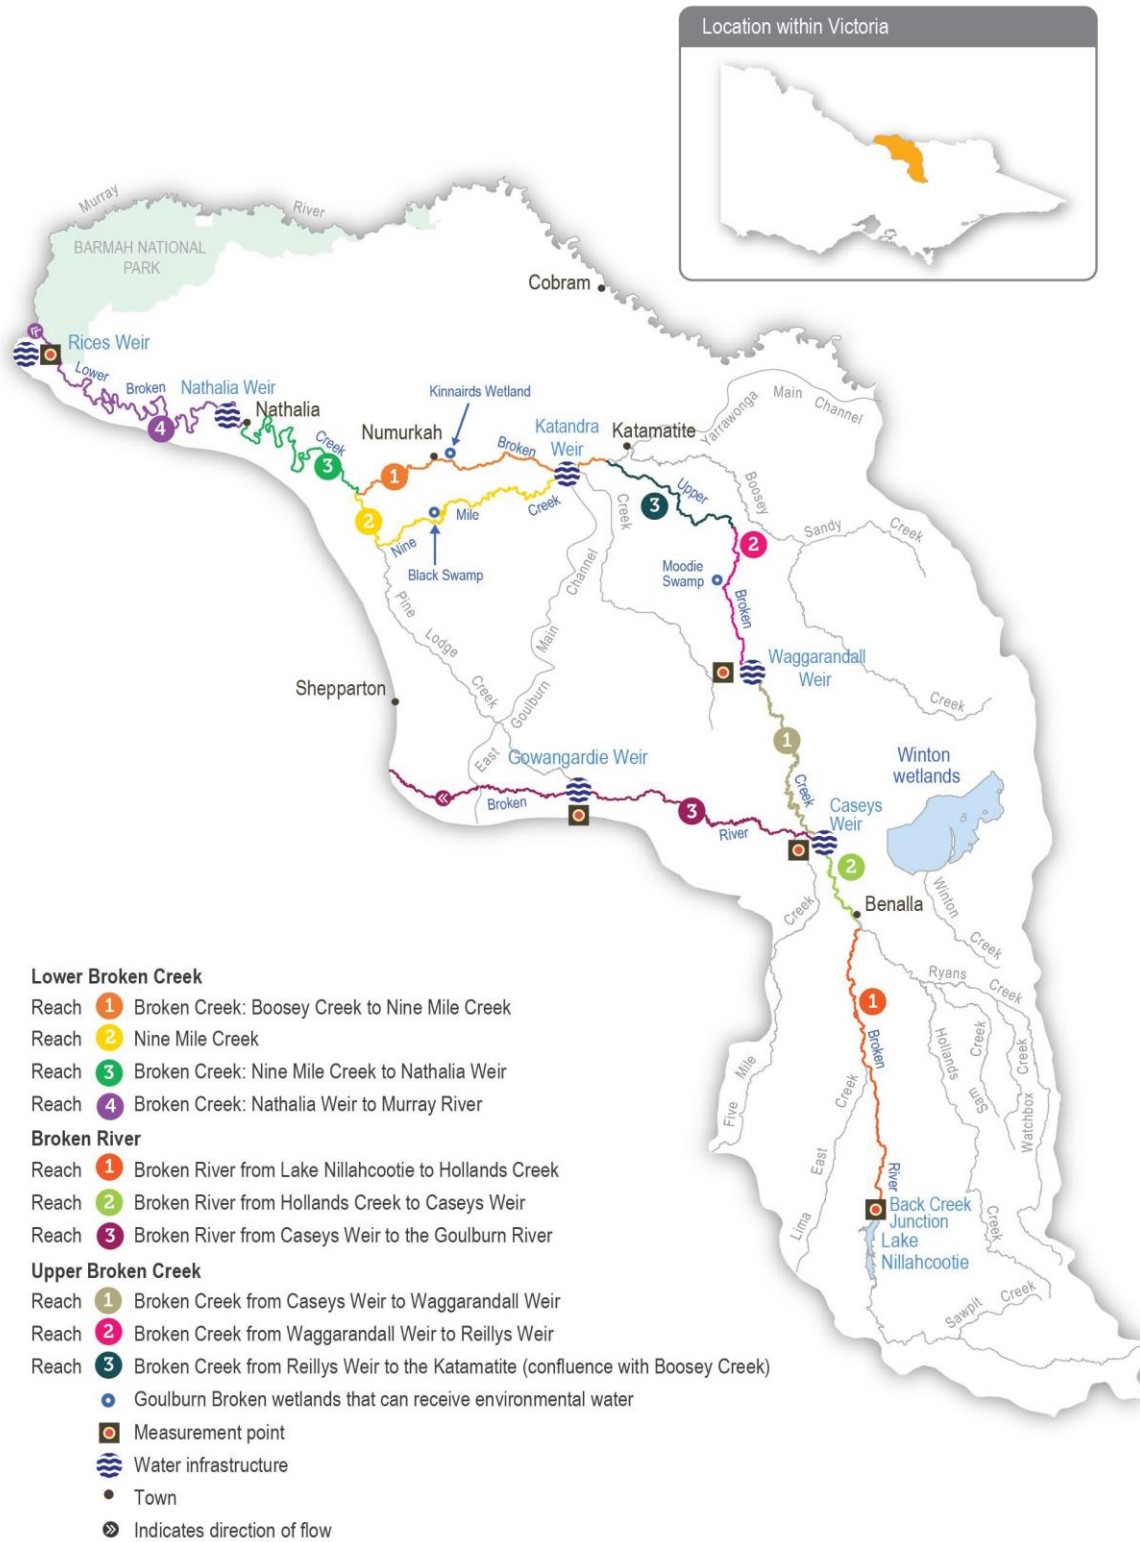 Location within Victoria
Murray
River
BARMAH NATIONAL
PARK
Cobram
Rices Weir
Lower
Broken
Nathalia Weir
Nathalia
Creek
4
3
Kinnairds Wetland
Numurkah
1
Broken
Katandra
Weir
Katamatite
Yarrawonga
Main
Channel
2
Nine
Mile
Creek
Black Swamp
Creek
3
Upper
Boosey
2
Sandy
Creek
Moodie
Swamp
Broken
Pine
Lodge
Creek
Channel
Main
Goulburn
East
Waggarandall
Weir
Creek
Shepparton
1
Gowangardie Weir
Broken
3
River
Creek
Caseys
Weir
Winton
wetlands
2
Benalla
Creek
Winton
Creek
Ryans
Creek
1
Broken
Hollands
Creek
Sam
Creek
Watchbox
Five
Mile
Creek
East
Lima
River
Back Creek
Junction
Lake
Nillahcootie
Creek
Sawpit
Creek
Lower Broken Creek
Reach 1 Broken Creek: Boosey Creek to Nine Mile Creek
Reach 2 Nine Mile Creek
Reach 3 Broken Creek: Nine Mile Creek to Nathalia Weir
Reach 4 Broken Creek: Nathalia Weir to Murray River
Broken River
Reach 1 Broken River from Lake Nillahcootie to Hollands Creek
Reach 2 Broken River from Hollands Creek to Caseys Weir
Reach 3 Broken River from Caseys Weir to the Goulburn River
Upper Broken Creek
Reach 1 Broken Creek from Caseys Weir to Waggarandall Weir
Reach 2 Broken Creek from Waggarandall Weir to Reillys Weir
Reach 3 Broken Creek from Reillys Weir to the Katamatite (confluence with Boosey Creek)
Goulburn Broken wetlands that can receive environmental water
Measurement point
Water infrastructure
Town
Indicates direction of flow